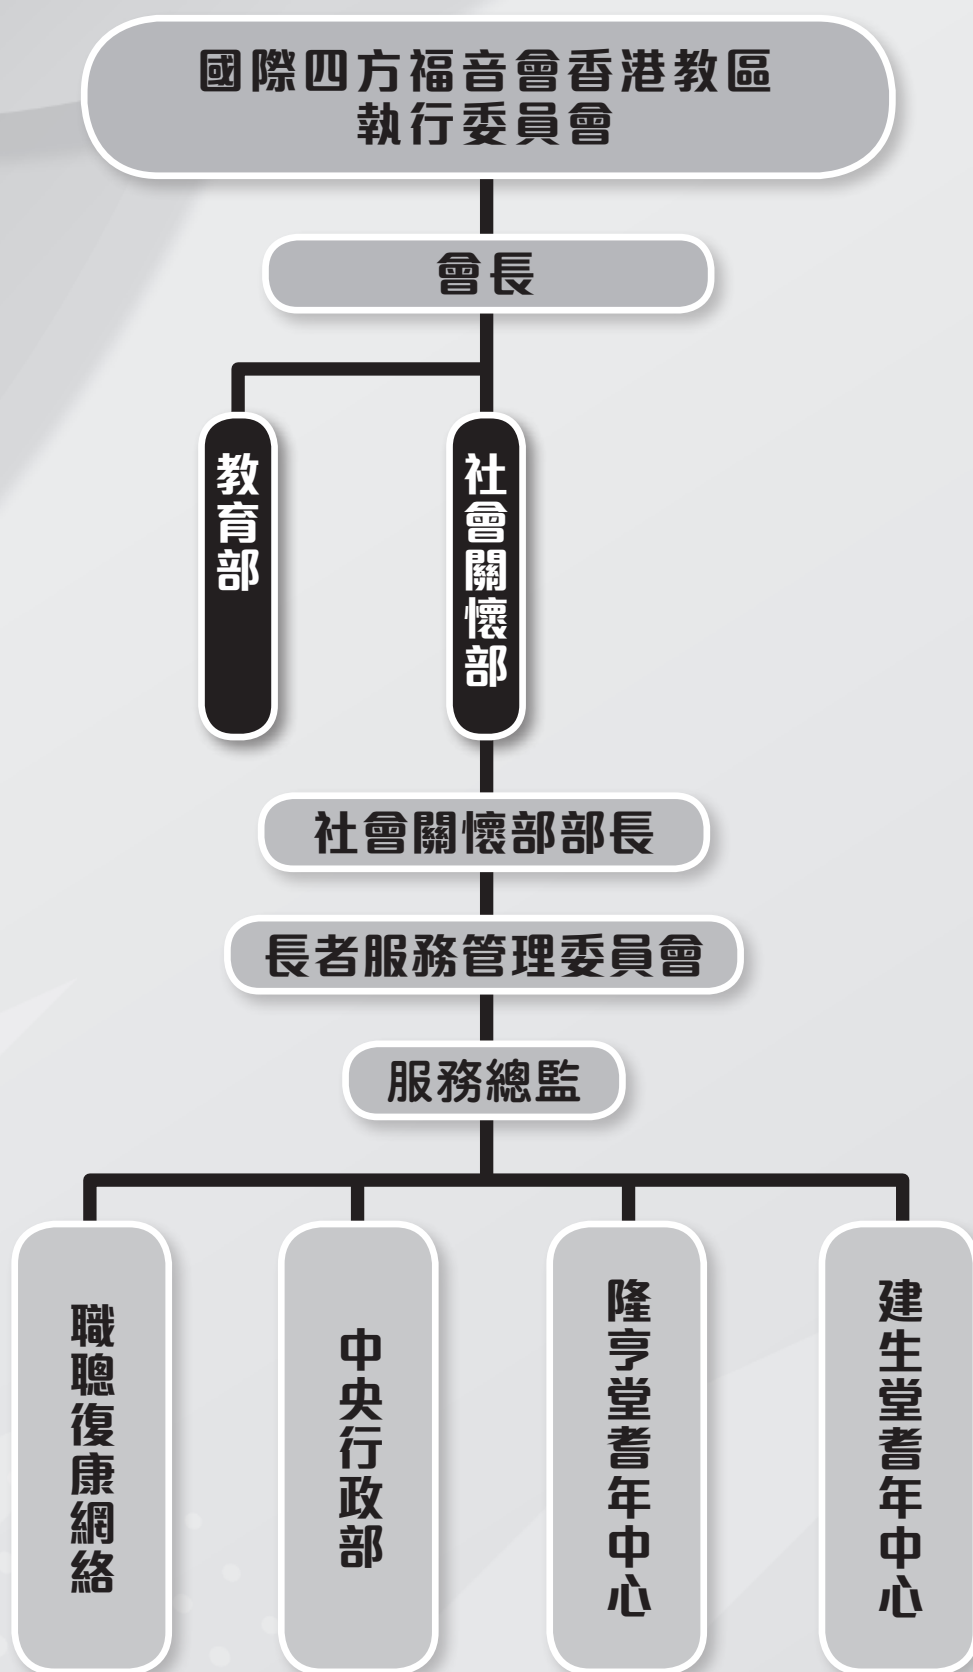 國際四方福音會香港教區
執行委員會
會長
教育部
社會關懷部
社會關懷部部長
長者服務管理委員會
服務總監
職聰復康網絡
中央行政部
隆亨堂耆年中心
建生堂耆年中心